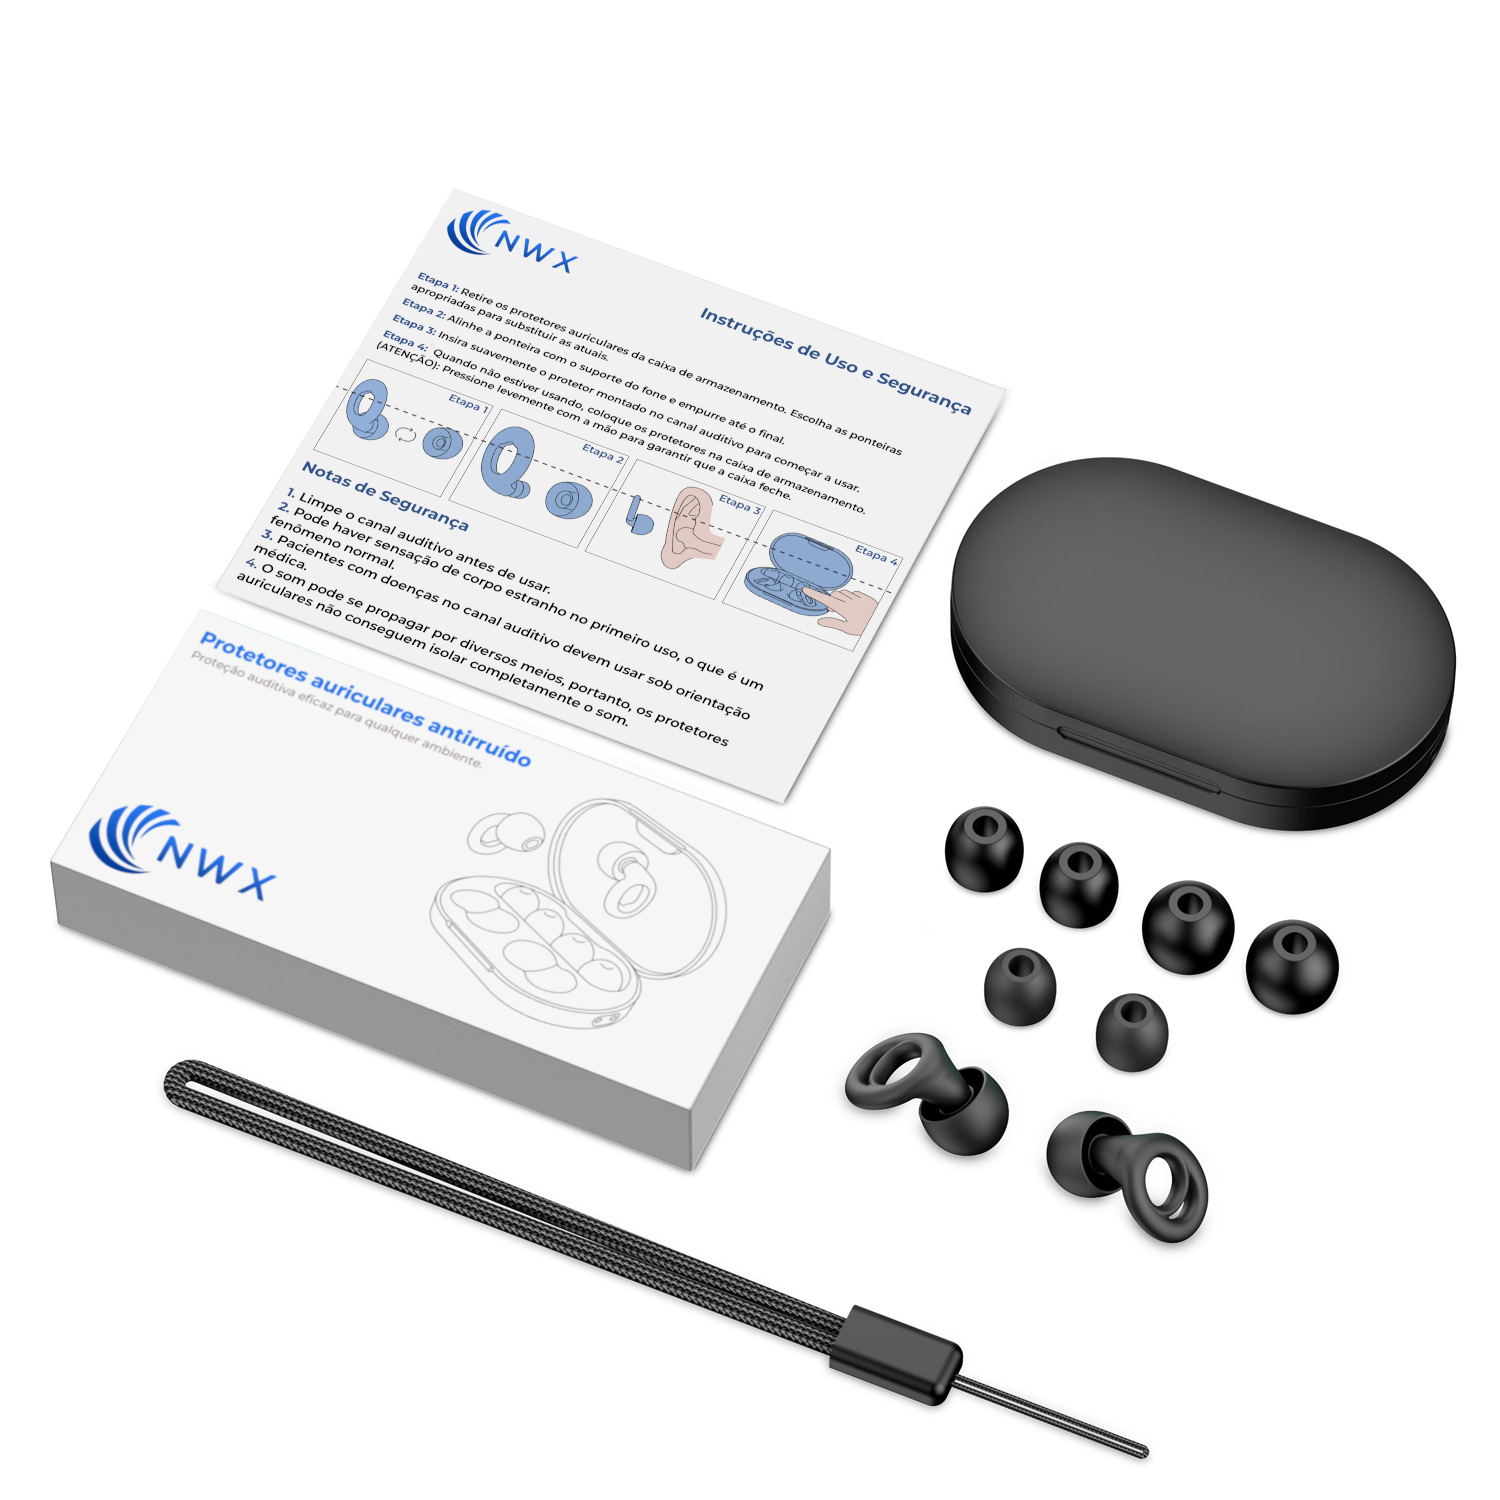 NWX
Instruções de Uso e Segurança
Etapa 1: Retire os protetores auriculares da caixa de armazenamento. Escolha as ponteiras
apropriadas para substituir as atuais.
Etapa 2: Alinhe a ponteira com o suporte do fone e empurre até o final.
Etapa 3: Insira suavemente o protetor montado no canal auditivo para começar a usar.
Etapa 4: Quando não estiver usando, coloque os protetores na caixa de armazenamento.
(ATENÇÃO): Pressione levemente com a mão para garantir que a caixa feche.
Etapa 1
Etapa 2
Etapa 3
Etapa 4
Notas de Segurança
1. Limpe o canal auditivo antes de usar.
2. Pode haver sensação de corpo estranho no primeiro uso, o que é um
fenômeno normal.
3. Pacientes com doenças no canal auditivo devem usar sob orientação
médica.
4. O som pode se propagar por diversos meios, portanto, os protetores
auriculares não conseguem isolar completamente o som.
Protetores auriculares antirruído
Proteção auditiva eficaz para qualquer ambiente.
NWX